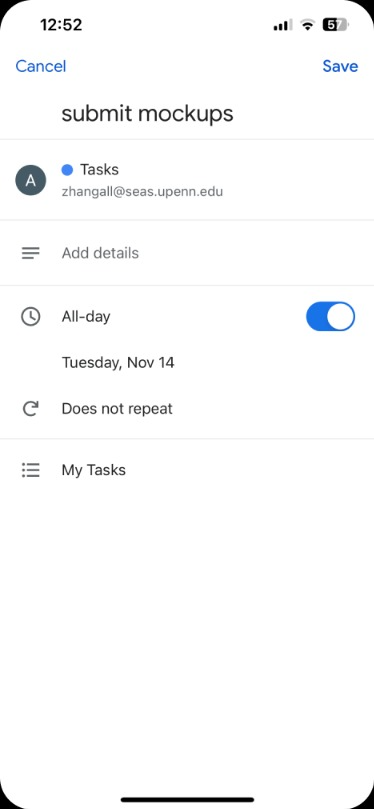 12:52
57
Cancel
Save
submit mockups
A
Tasks
zhangall@seas.upenn.edu
Add details
All-day
Tuesday, Nov 14
Does not repeat
My Tasks